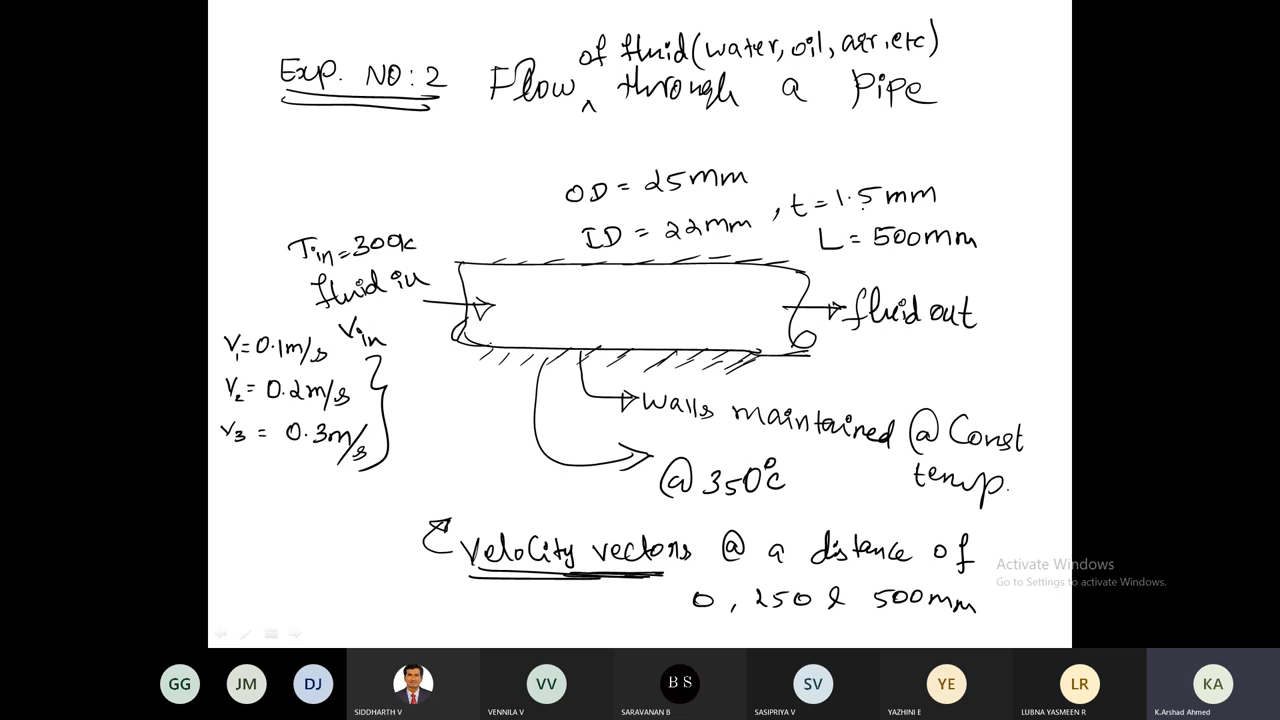 of fluid(water, oil, air, etc)
Exp. NO: 2 Flow ^ through a Pipe
OD = 25mm
ID = 22mm , t = 1.5mm
L = 500mm
Tin = 300k
fluid in
fluid out
Vin
V1 = 0.1m/s
V2 = 0.2m/s
V3 = 0.3m/s
walls maintained @ Const
temp.
@ 350°c
velocity vectors @ a distance of
0, 250 & 500mm
Activate Windows
Go to Settings to activate Windows.
GG JM DJ VV BS SV YE LR KA
SIDDHARTH V VENNILA V SARAVANAN B SASIPRIYA V YAZHINI E LUBNA YASMEEN R K.Arshad Ahmed